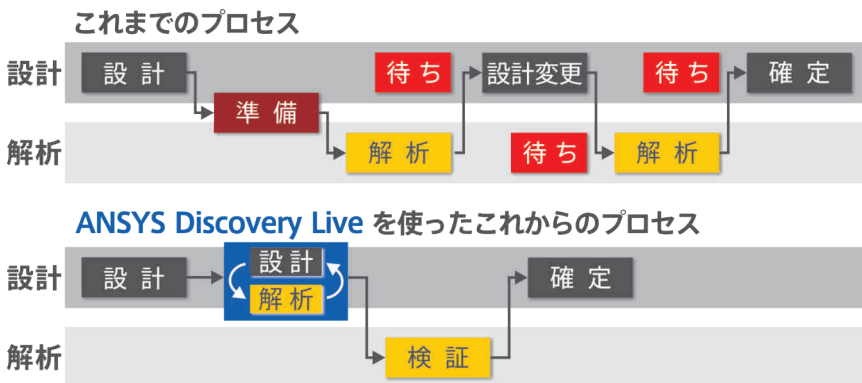 これまでのプロセス
設計 設計 待ち 設計変更 待ち 確定
準備
解析 解析 待ち 解析
ANSYS Discovery Live を使ったこれからのプロセス
設計 設計 設計 確定
解析
解析 検証